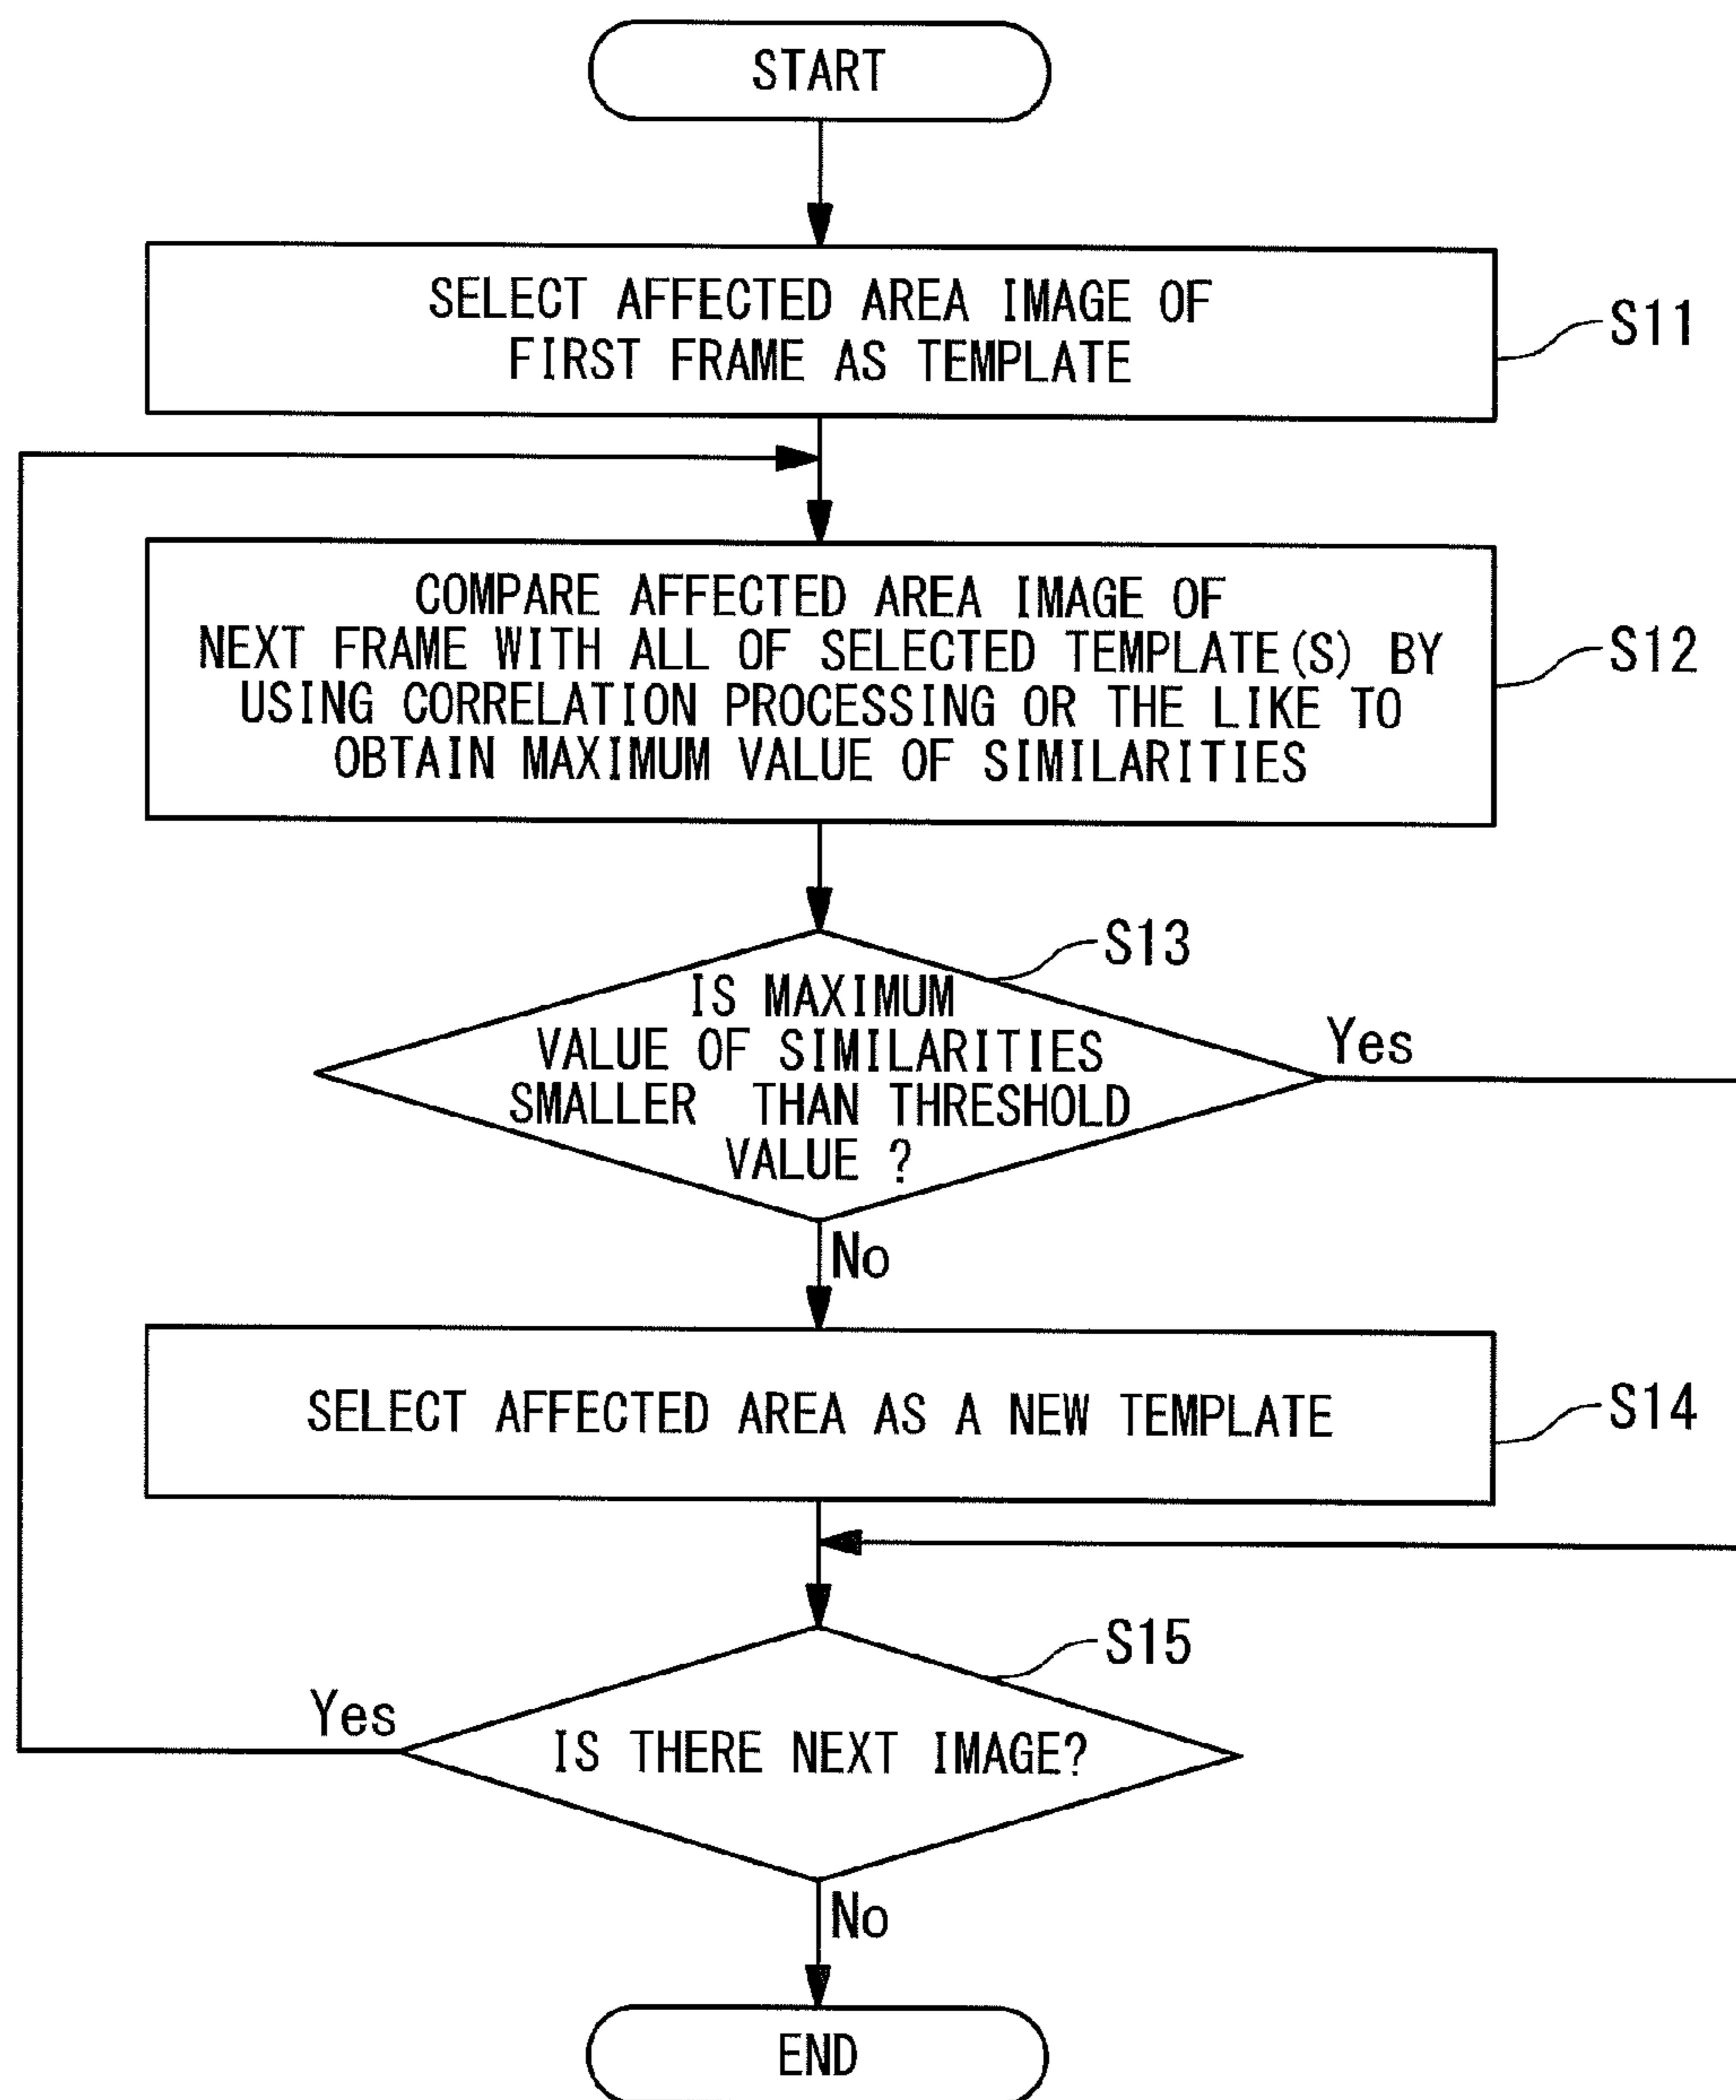 START
SELECT AFFECTED AREA IMAGE OF
FIRST FRAME AS TEMPLATE
S11
COMPARE AFFECTED AREA IMAGE OF
NEXT FRAME WITH ALL OF SELECTED TEMPLATE(S) BY
USING CORRELATION PROCESSING OR THE LIKE TO
OBTAIN MAXIMUM VALUE OF SIMILARITIES
S12
S13
IS MAXIMUM
VALUE OF SIMILARITIES
SMALLER THAN THRESHOLD
VALUE ?
Yes
No
SELECT AFFECTED AREA AS A NEW TEMPLATE
S14
S15
IS THERE NEXT IMAGE?
Yes
No
END